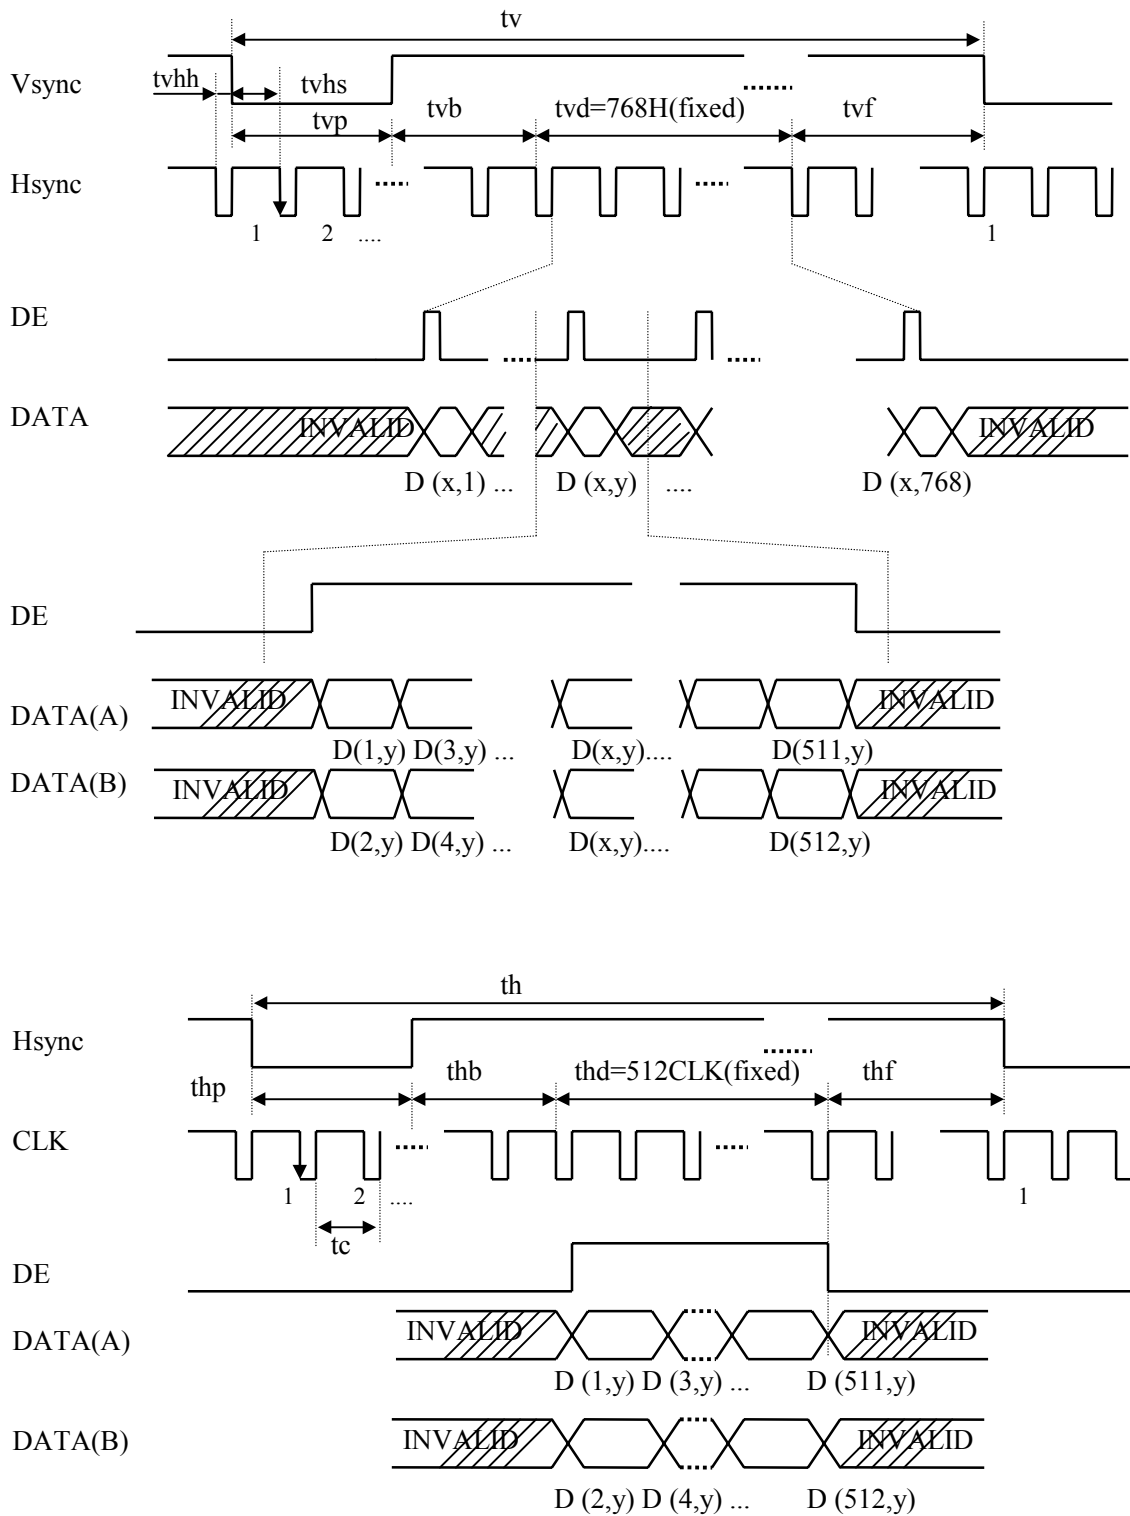 tv
Vsync
tvhh
tvhs
tvp
tvb
tvd=768H(fixed)
tvf
Hsync
1
2
....
1
DE
DATA
INVALID
INVALID
D (x,1) ...
D (x,y)
....
D (x,768)
DE
DATA(A)
INVALID
INVALID
D(1,y) D(3,y) ...
D(x,y)....
D(511,y)
DATA(B)
INVALID
INVALID
D(2,y) D(4,y) ...
D(x,y)....
D(512,y)
th
Hsync
thp
thb
thd=512CLK(fixed)
thf
CLK
1
2
....
1
tc
DE
DATA(A)
INVALID
INVALID
D (1,y) D (3,y) ...
D (511,y)
DATA(B)
INVALID
INVALID
D (2,y) D (4,y) ...
D (512,y)